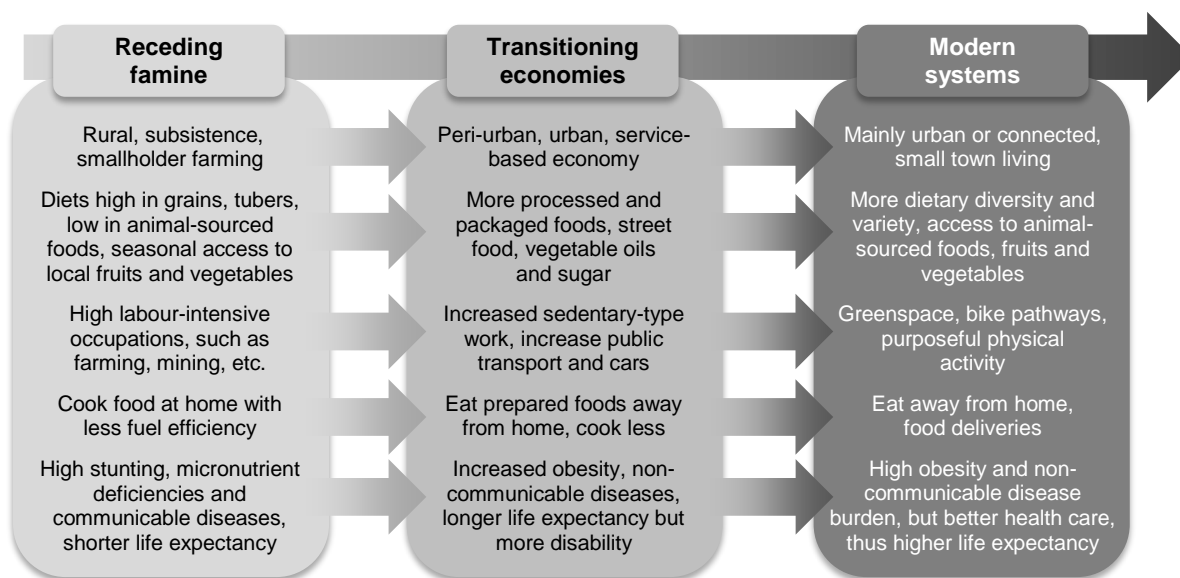 Receding
famine
Transitioning
economies
Modern
systems
Rural, subsistence,
smallholder farming
Peri-urban, urban, service-
based economy
Mainly urban or connected,
small town living
Diets high in grains, tubers,
low in animal-sourced
foods, seasonal access to
local fruits and vegetables
More processed and
packaged foods, street
food, vegetable oils
and sugar
More dietary diversity and
variety, access to animal-
sourced foods, fruits and
vegetables
High labour-intensive
occupations, such as
farming, mining, etc.
Increased sedentary-type
work, increase public
transport and cars
Greenspace, bike pathways,
purposeful physical
activity
Cook food at home with
less fuel efficiency
Eat prepared foods away
from home, cook less
Eat away from home,
food deliveries
High stunting, micronutrient
deficiencies and
communicable diseases,
shorter life expectancy
Increased obesity, non-
communicable diseases,
longer life expectancy but
more disability
High obesity and non-
communicable disease
burden, but better health care,
thus higher life expectancy